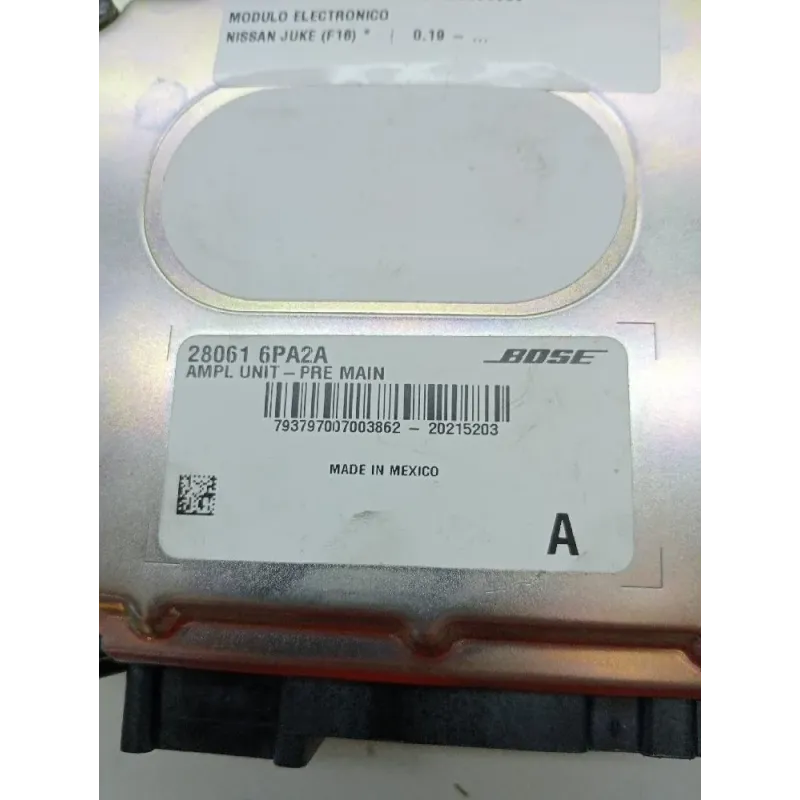 MODULO ELECTRONICO
NISSAN JUKE (F16) * | 0.19 – ...
28061 6PA2A
BOSE
AMPL UNIT – PRE MAIN
793797007003862 – 20215203
MADE IN MEXICO
A